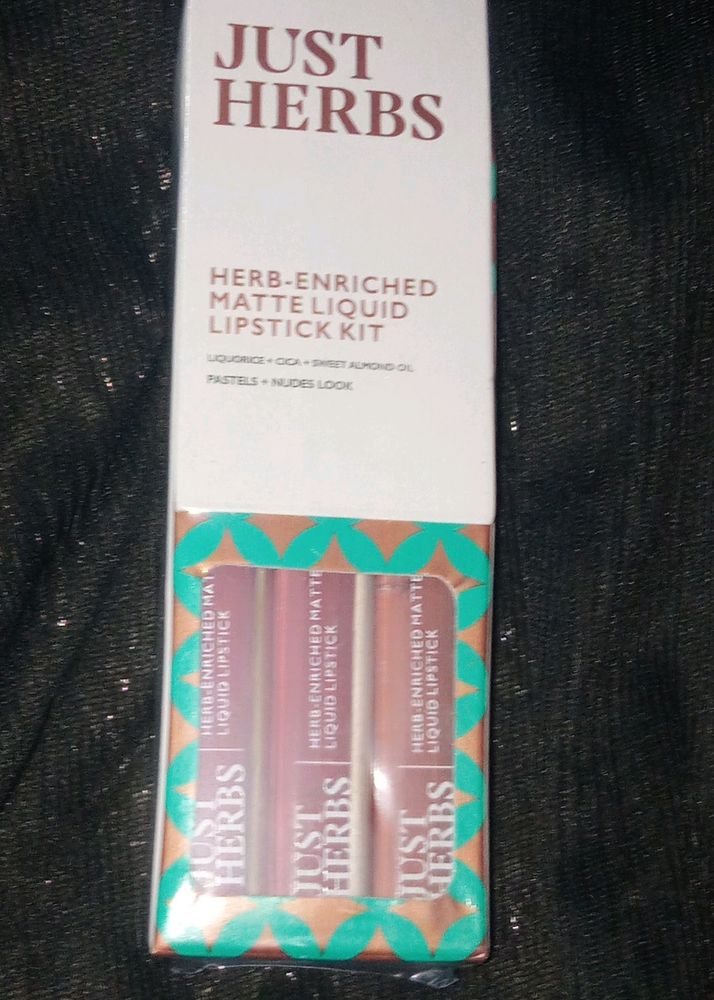 JUST
HERBS
HERB-ENRICHED
MATTE LIQUID
LIPSTICK KIT
LIQUORICE + CICA + SWEET ALMOND OIL
PASTELS + NUDES LOOK
HERB-ENRICHED MAT
LIQUID LIPSTICK
JUST
HERBS
HERB-ENRICHED MATTE
LIQUID LIPSTICK
JUST
HERBS
HERB-ENRICHED MATTE
LIQUID LIPSTICK
JUST
HERBS